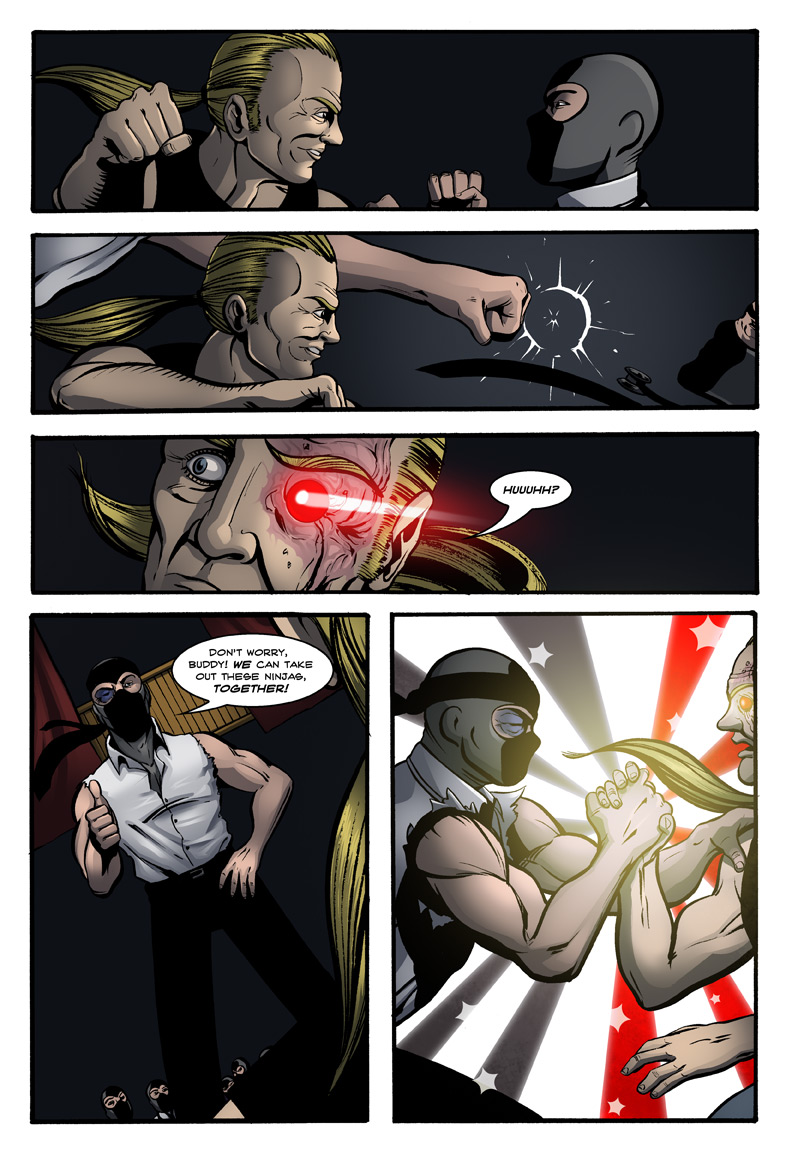 HUUUHH?
DON'T WORRY,
BUDDY! WE CAN TAKE
OUT THESE NINJAS,
TOGETHER!